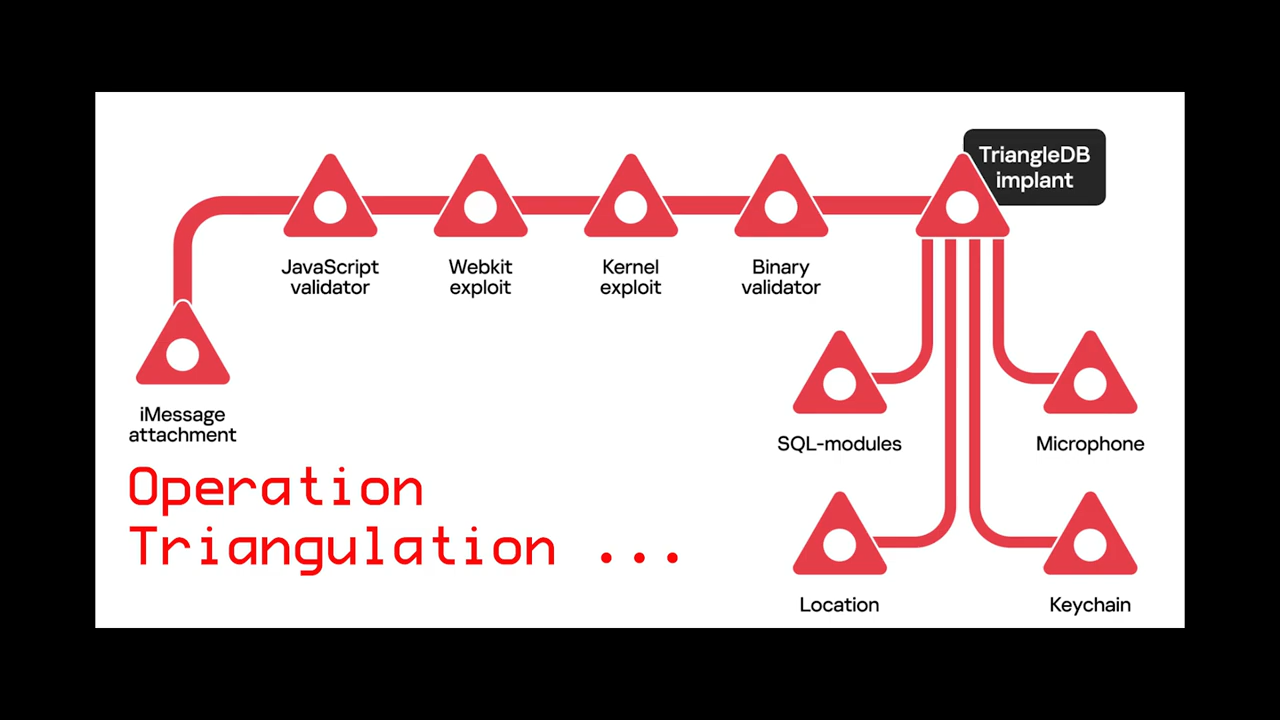 TriangleDB
implant
JavaScript
validator
Webkit
exploit
Kernel
exploit
Binary
validator
iMessage
attachment
SQL-modules
Microphone
Operation
Triangulation ...
Location
Keychain